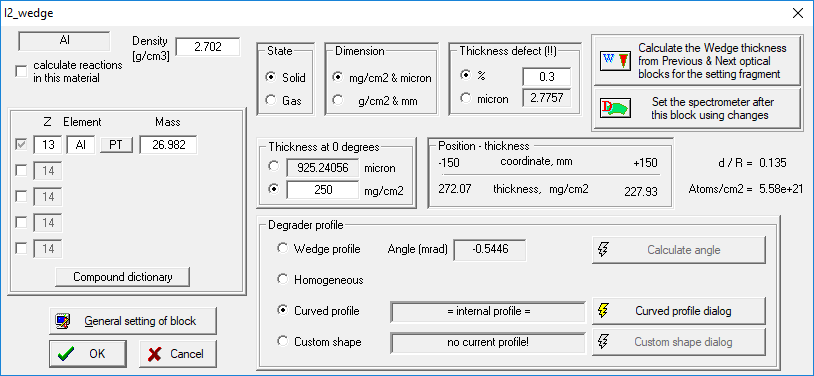 I2_wedge
Al
Density
[g/cm3]
2.702
calculate reactions
in this material
Z Element Mass
13 Al PT 26.982
14
14
14
14
Compound dictionary
General setting of block
OK Cancel
State
Solid
Gas
Dimension
mg/cm2 & micron
g/cm2 & mm
Thickness defect (!!)
% 0.3
micron 2.7757
Calculate the Wedge thickness
from Previous & Next optical
blocks for the setting fragment
Set the spectrometer after
this block using changes
Thickness at 0 degrees
925.24056 micron
250 mg/cm2
Position - thickness
-150 coordinate, mm +150
272.07 thickness, mg/cm2 227.93
d / R = 0.135
Atoms/cm2 = 5.58e+21
Degrader profile
Wedge profile Angle (mrad) -0.5446 Calculate angle
Homogeneous
Curved profile = internal profile = Curved profile dialog
Custom shape no current profile! Custom shape dialog